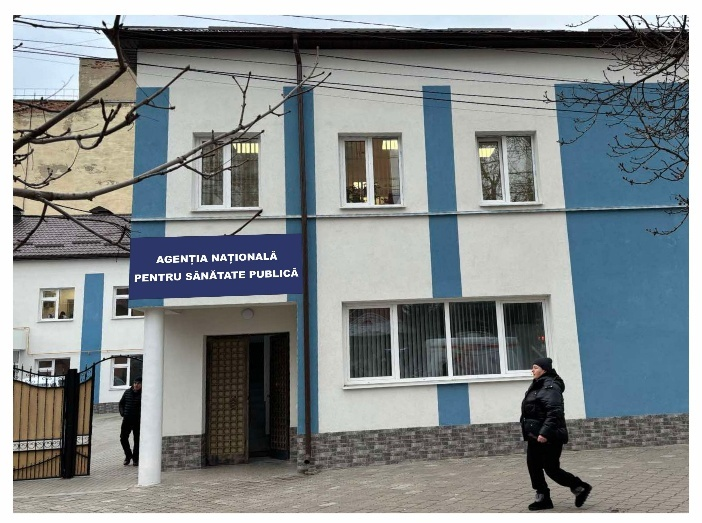 AGENȚIA NAȚIONALĂ
PENTRU SĂNĂTATE PUBLICĂ